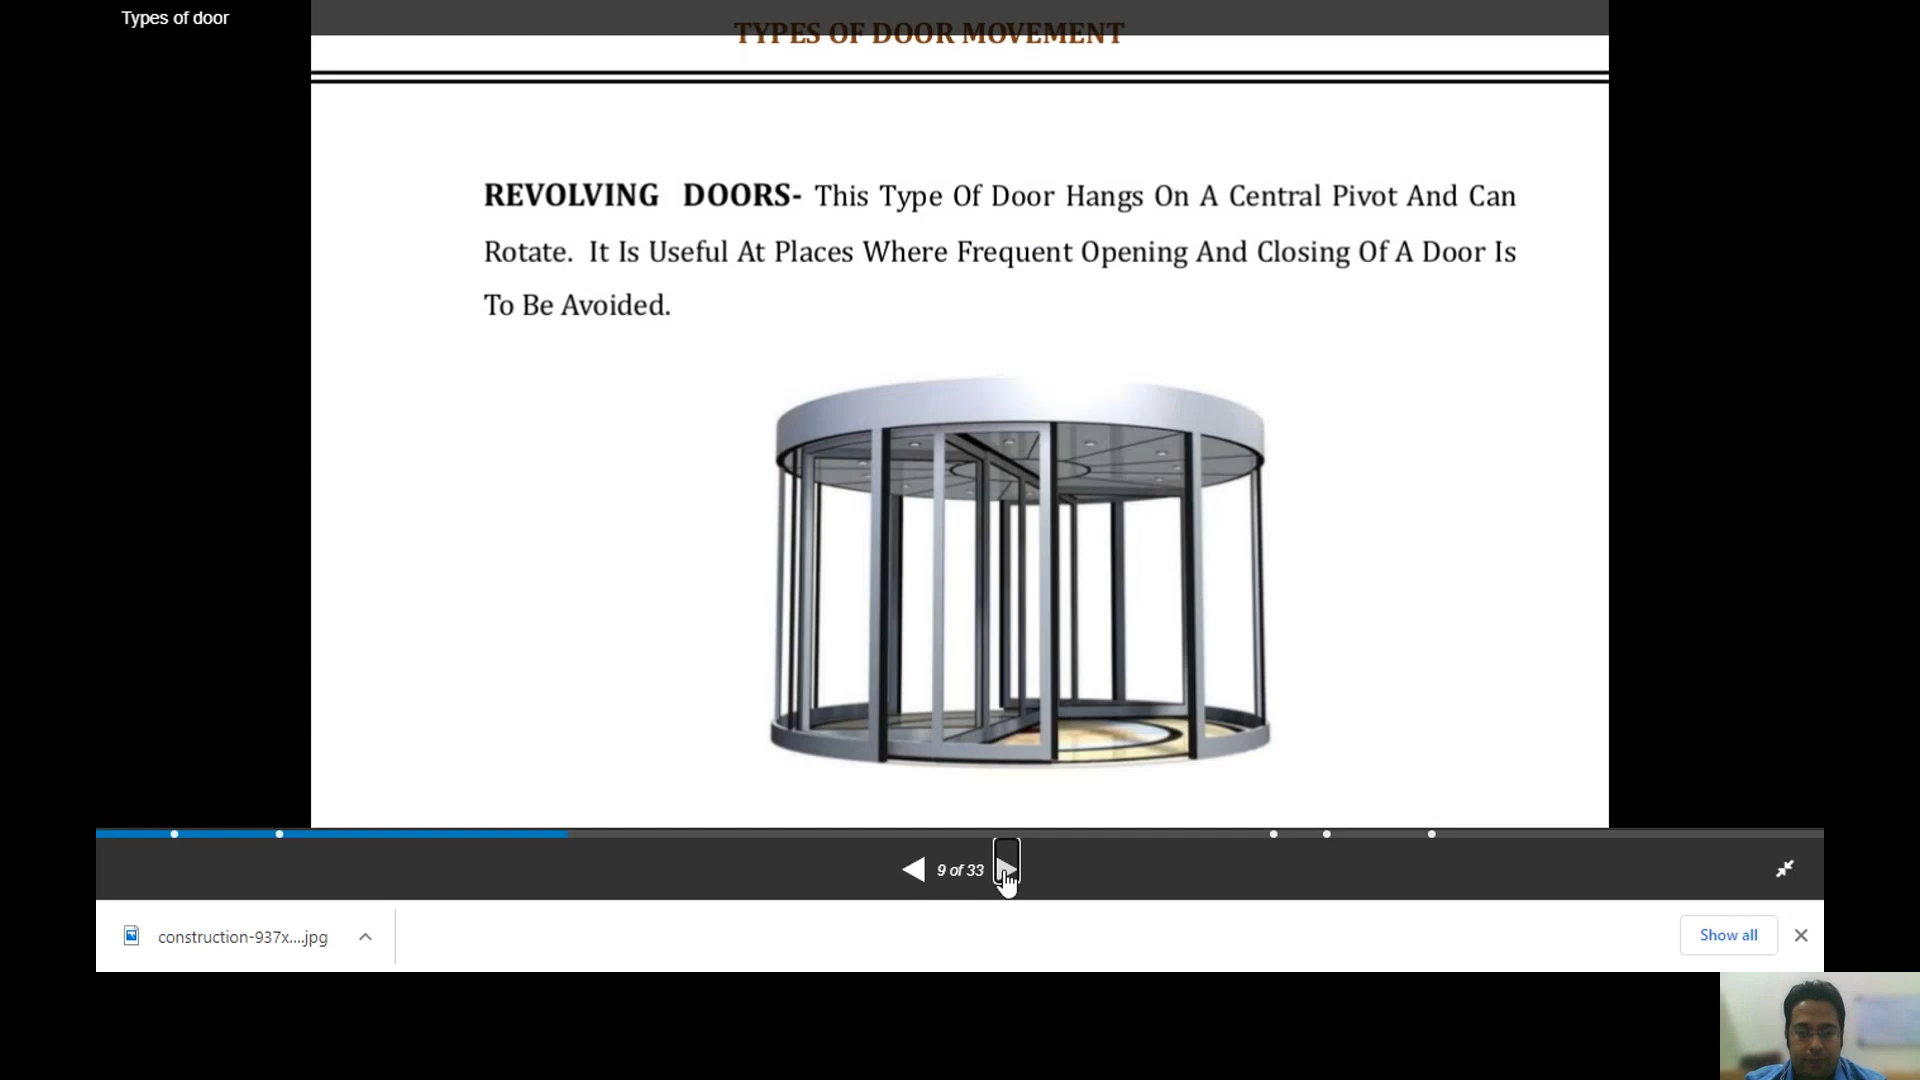 Types of door
TYPES OF DOOR MOVEMENT
REVOLVING DOORS- This Type Of Door Hangs On A Central Pivot And Can
Rotate. It Is Useful At Places Where Frequent Opening And Closing Of A Door Is
To Be Avoided.
9 of 33
construction-937x....jpg
Show all